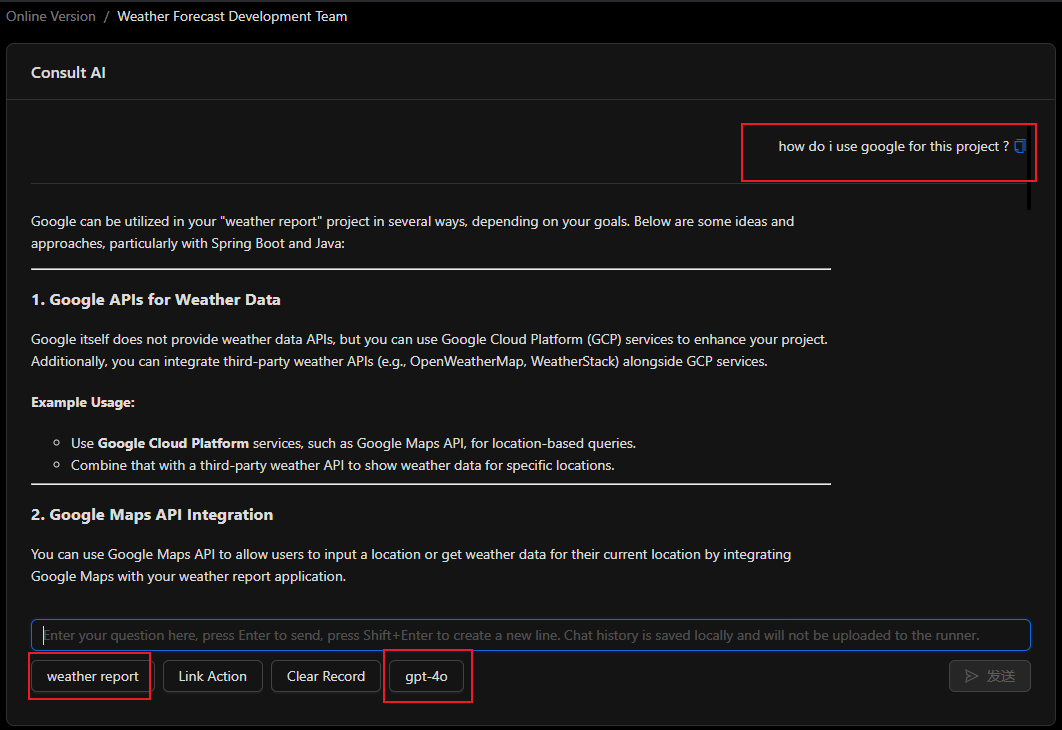 Online Version / Weather Forecast Development Team
Consult AI
how do i use google for this project ?
Google can be utilized in your "weather report" project in several ways, depending on your goals. Below are some ideas and
approaches, particularly with Spring Boot and Java:
1. Google APIs for Weather Data
Google itself does not provide weather data APIs, but you can use Google Cloud Platform (GCP) services to enhance your project.
Additionally, you can integrate third-party weather APIs (e.g., OpenWeatherMap, WeatherStack) alongside GCP services.
Example Usage:
Use Google Cloud Platform services, such as Google Maps API, for location-based queries.
Combine that with a third-party weather API to show weather data for specific locations.
2. Google Maps API Integration
You can use Google Maps API to allow users to input a location or get weather data for their current location by integrating
Google Maps with your weather report application.
Enter your question here, press Enter to send, press Shift+Enter to create a new line. Chat history is saved locally and will not be uploaded to the runner.
weather report Link Action Clear Record gpt-4o 发送